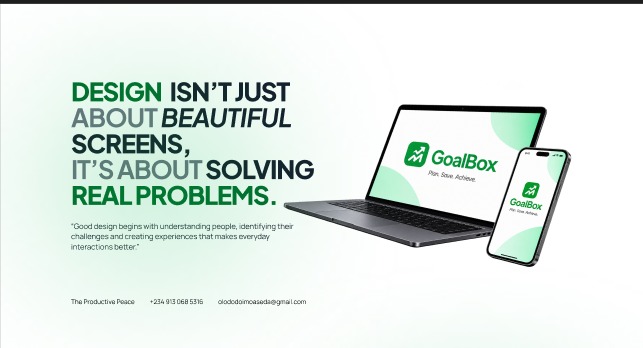 DESIGN ISN'T JUST
ABOUT BEAUTIFUL
SCREENS,
IT'S ABOUT SOLVING
REAL PROBLEMS.
"Good design begins with understanding people, identifying their
challenges and creating experiences that makes everyday
interactions better."
The Productive Peace +234 913 068 5316 olododoimoaseda@gmail.com
GoalBox
Plan. Save. Achieve.
GoalBox
Plan. Save. Achieve.